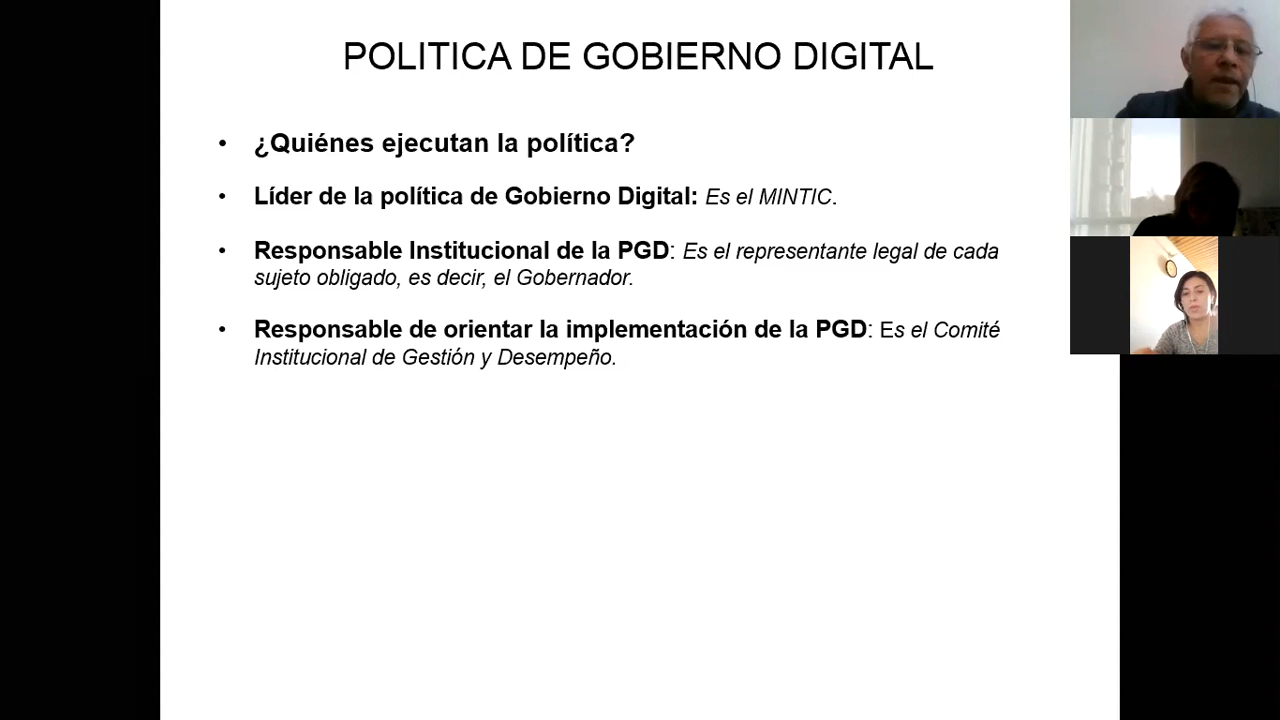 POLITICA DE GOBIERNO DIGITAL
• ¿Quiénes ejecutan la política?
• Líder de la política de Gobierno Digital: Es el MINTIC.
• Responsable Institucional de la PGD: Es el representante legal de cada
sujeto obligado, es decir, el Gobernador.
• Responsable de orientar la implementación de la PGD: Es el Comité
Institucional de Gestión y Desempeño.